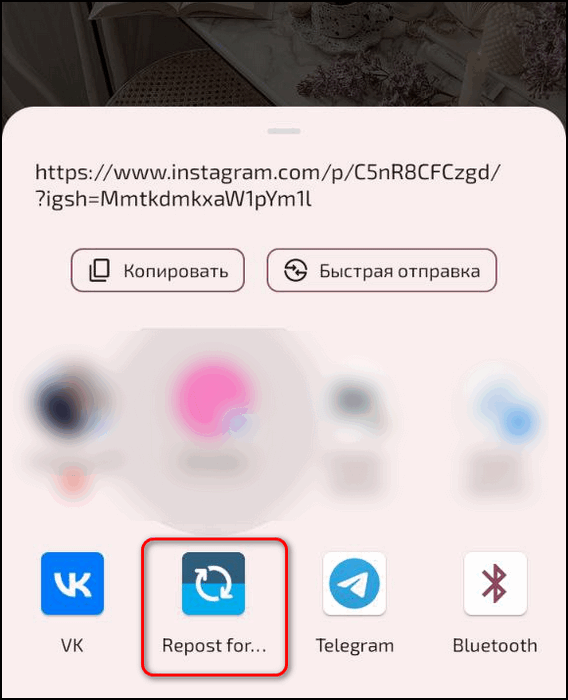 https://www.instagram.com/p/C5nR8CFCzgd/
?igsh=MmtkdmkxaW1pYm1l
Копировать
Быстрая отправка
VK
Repost for...
Telegram
Bluetooth